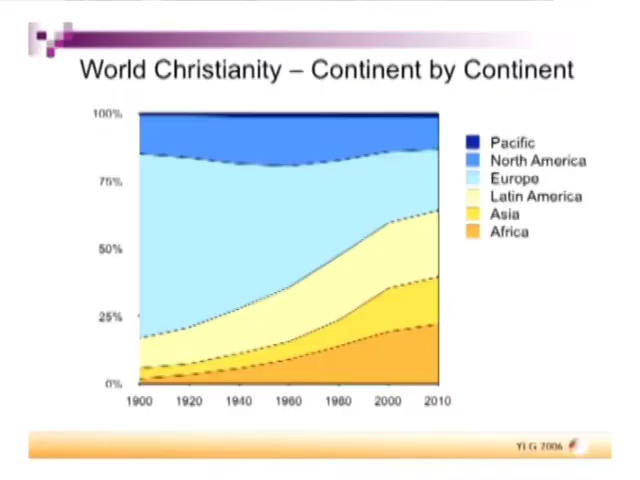 World Christianity – Continent by Continent
100%
75%
50%
25%
0%
1900 1920 1940 1960 1980 2000 2010
Pacific
North America
Europe
Latin America
Asia
Africa
2006